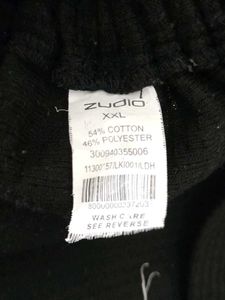 zudio
XXL
54% COTTON
46% POLYESTER
300940355006
WASH CARE
SEE REVERSE